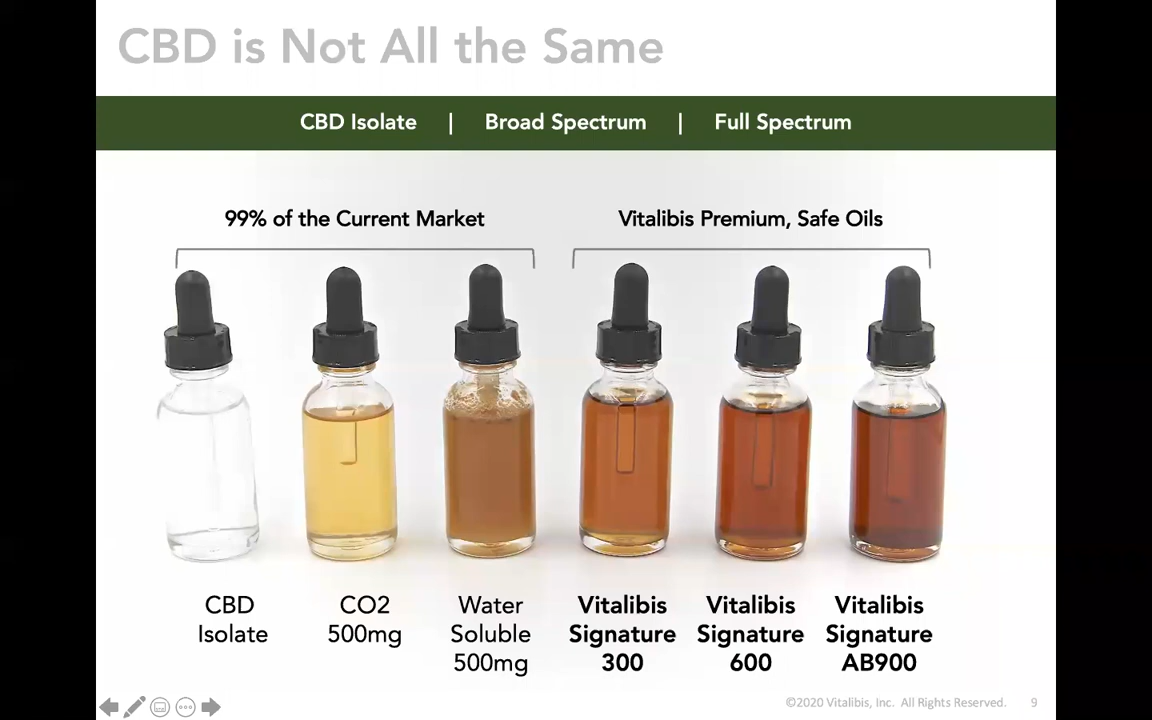 CBD is Not All the Same
CBD Isolate | Broad Spectrum | Full Spectrum
99% of the Current Market
Vitalibis Premium, Safe Oils
CBD
Isolate
CO2
500mg
Water
Soluble
500mg
Vitalibis
Signature
300
Vitalibis
Signature
600
Vitalibis
Signature
AB900
©2020 Vitalibis, Inc. All Rights Reserved. 9